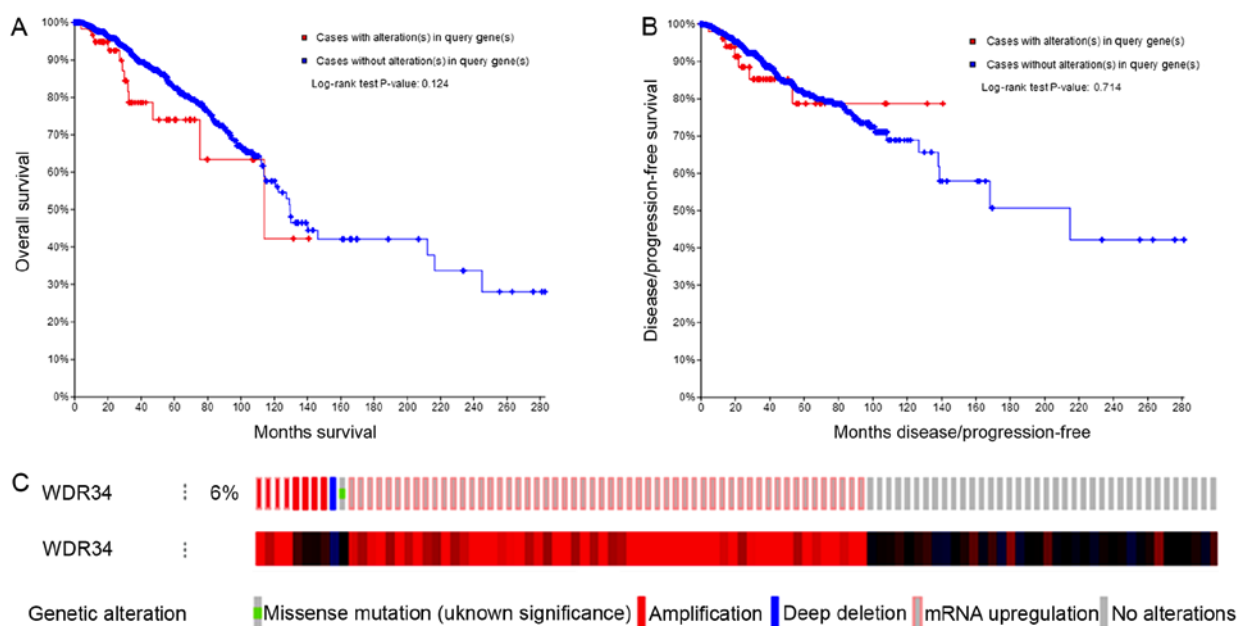 A
100%
90%
80%
70%
60%
50%
40%
30%
20%
10%
0%
Overall survival
Cases with alteration(s) in query gene(s)
Cases without alteration(s) in query gene(s)
Log-rank test P-value: 0.124
0 20 40 60 80 100 120 140 160 180 200 220 240 260 280
Months survival
B
100%
90%
80%
70%
60%
50%
40%
30%
20%
10%
0%
Disease/progression-free survival
Cases with alteration(s) in query gene(s)
Cases without alteration(s) in query gene(s)
Log-rank test P-value: 0.714
0 20 40 60 80 100 120 140 160 180 200 220 240 260 280
Months disease/progression-free
C
WDR34 6%
WDR34
Genetic alteration Missense mutation (uknown significance) Amplification Deep deletion mRNA upregulation No alterations